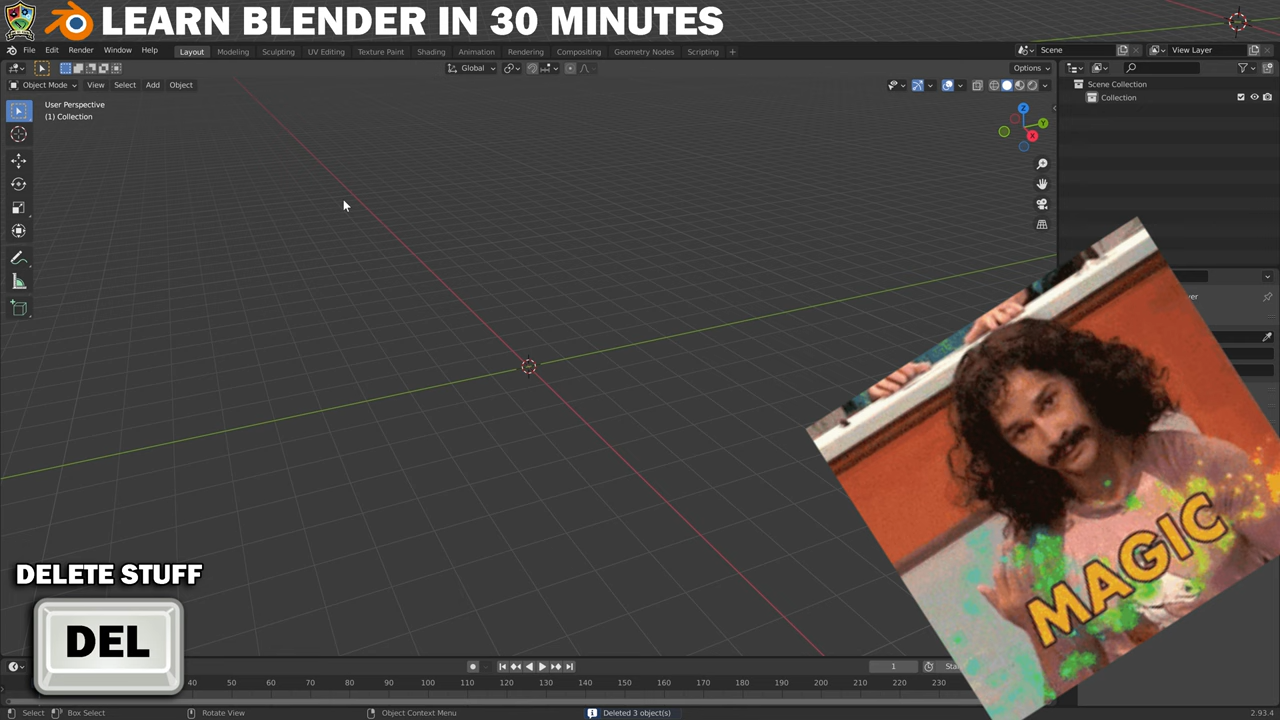 LEARN BLENDER IN 30 MINUTES
File Edit Render Window Help Layout Modeling Sculpting UV Editing Texture Paint Shading Animation Rendering Compositing Geometry Nodes Scripting + Scene View Layer
Global Options
Object Mode View Select Add Object
Scene Collection
Collection
User Perspective
(1) Collection
Z
Y
X
MAGIC
DELETE STUFF
DEL
1
40 50 60 70 80 90 100 110 120 130 140 150 160 170 180 190 200 210 220 230
Select Box Select Rotate View Object Context Menu Deleted 3 object(s) 2.93.4